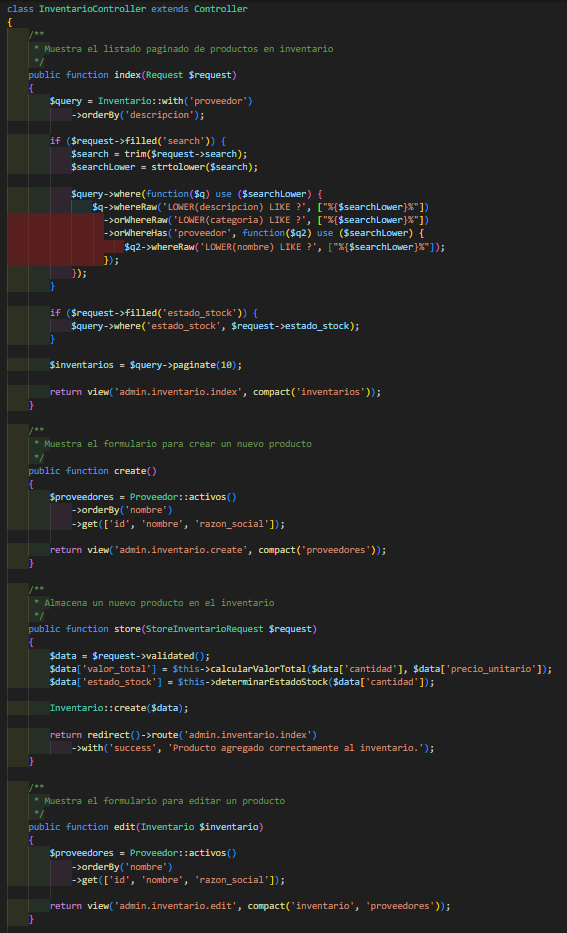 class InventarioController extends Controller
{
    /**
     * Muestra el listado paginado de productos en inventario
     */
    public function index(Request $request)
    {
        $query = Inventario::with('proveedor')
            ->orderBy('descripcion');

        if ($request->filled('search')) {
            $search = trim($request->search);
            $searchLower = strtolower($search);

            $query->where(function($q) use ($searchLower) {
                $q->whereRaw('LOWER(descripcion) LIKE ?', ["%{$searchLower}%"])
                  ->orWhereRaw('LOWER(categoria) LIKE ?', ["%{$searchLower}%"])
                  ->orWhereHas('proveedor', function($q2) use ($searchLower) {
                      $q2->whereRaw('LOWER(nombre) LIKE ?', ["%{$searchLower}%"]);
                  });
            });
        }

        if ($request->filled('estado_stock')) {
            $query->where('estado_stock', $request->estado_stock);
        }

        $inventarios = $query->paginate(10);

        return view('admin.inventario.index', compact('inventarios'));
    }

    /**
     * Muestra el formulario para crear un nuevo producto
     */
    public function create()
    {
        $proveedores = Proveedor::activos()
            ->orderBy('nombre')
            ->get(['id', 'nombre', 'razon_social']);

        return view('admin.inventario.create', compact('proveedores'));
    }

    /**
     * Almacena un nuevo producto en el inventario
     */
    public function store(StoreInventarioRequest $request)
    {
        $data = $request->validated();
        $data['valor_total'] = $this->calcularValorTotal($data['cantidad'], $data['precio_unitario']);
        $data['estado_stock'] = $this->determinarEstadoStock($data['cantidad']);

        Inventario::create($data);

        return redirect()->route('admin.inventario.index')
            ->with('success', 'Producto agregado correctamente al inventario.');
    }

    /**
     * Muestra el formulario para editar un producto
     */
    public function edit(Inventario $inventario)
    {
        $proveedores = Proveedor::activos()
            ->orderBy('nombre')
            ->get(['id', 'nombre', 'razon_social']);

        return view('admin.inventario.edit', compact('inventario', 'proveedores'));
    }